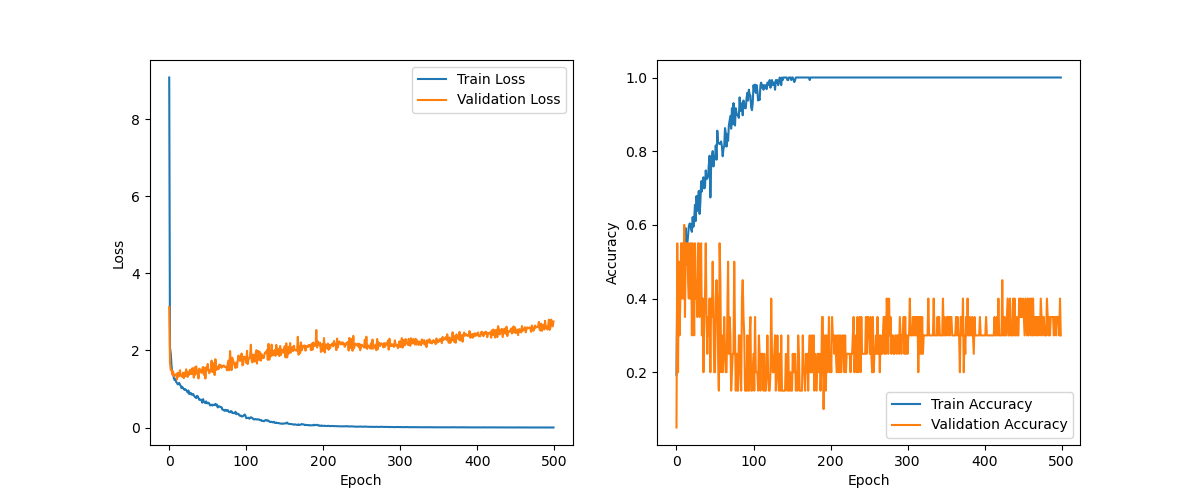 Train Loss
Validation Loss
8
6
4
2
0
Loss
0 100 200 300 400 500
Epoch
1.0
0.8
0.6
0.4
0.2
Accuracy
Train Accuracy
Validation Accuracy
0 100 200 300 400 500
Epoch